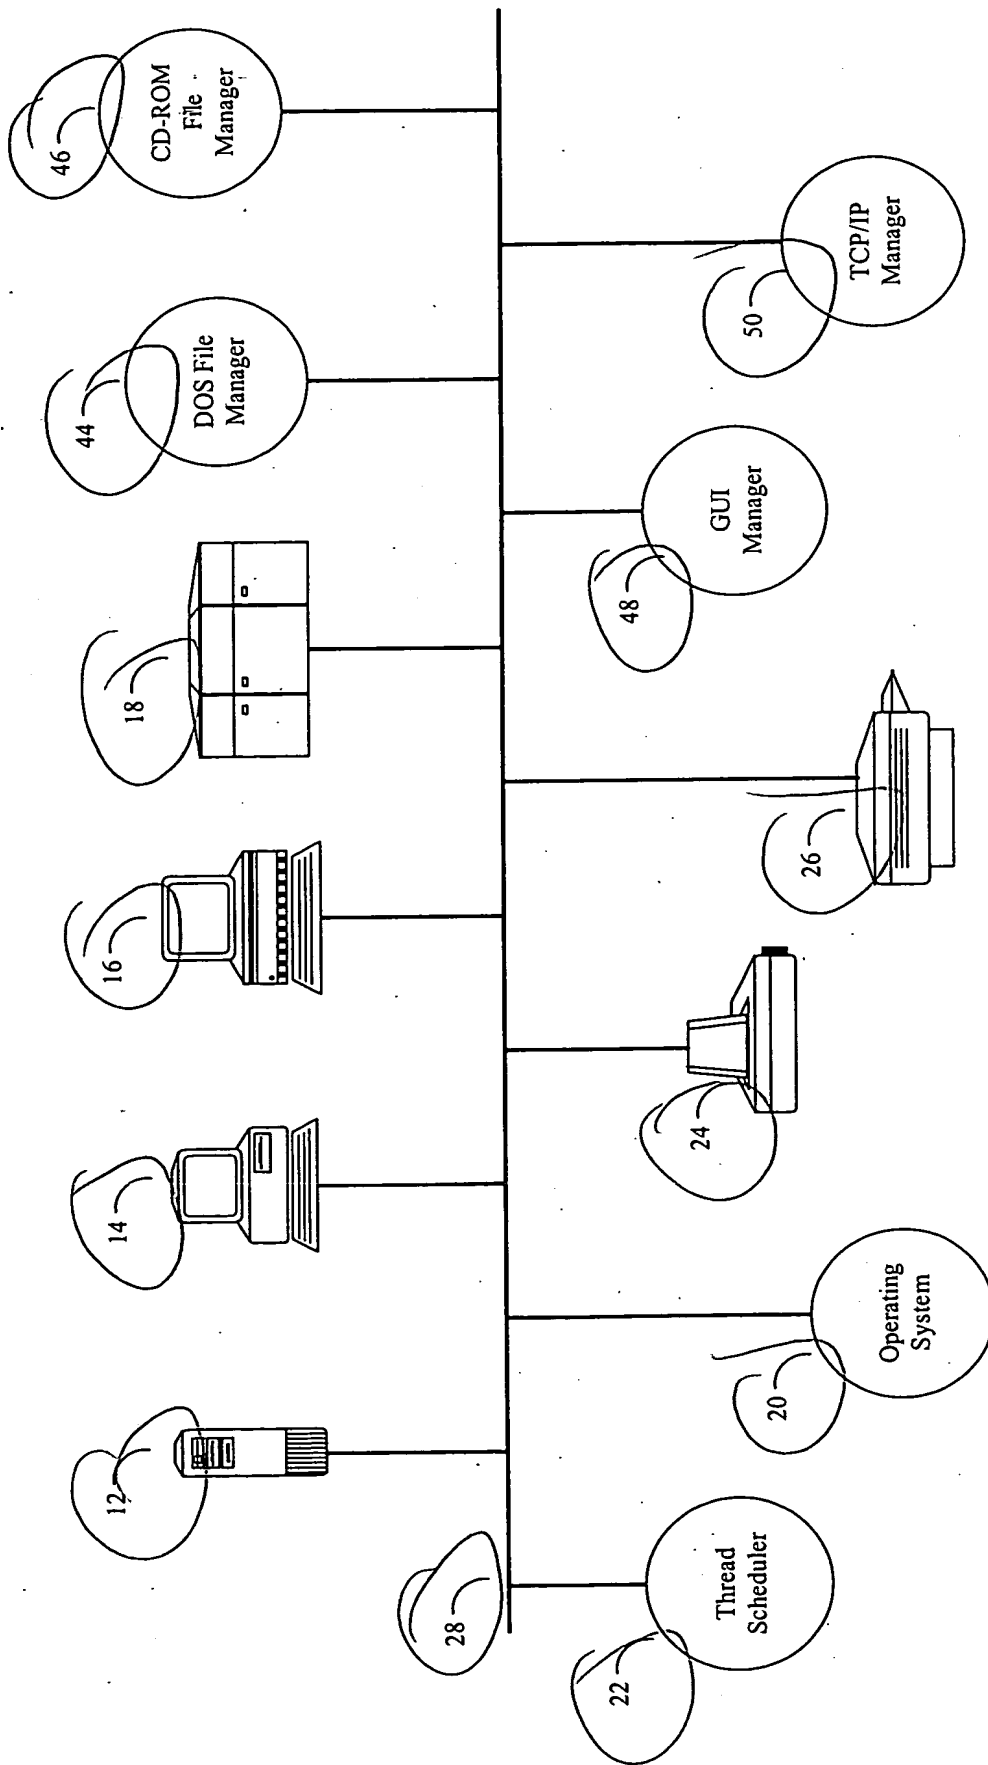 12
14
16
18
44
DOS File
Manager
46
CD-ROM
File
Manager
28
22
Thread
Scheduler
20
Operating
System
24
26
48
GUI
Manager
50
TCP/IP
Manager